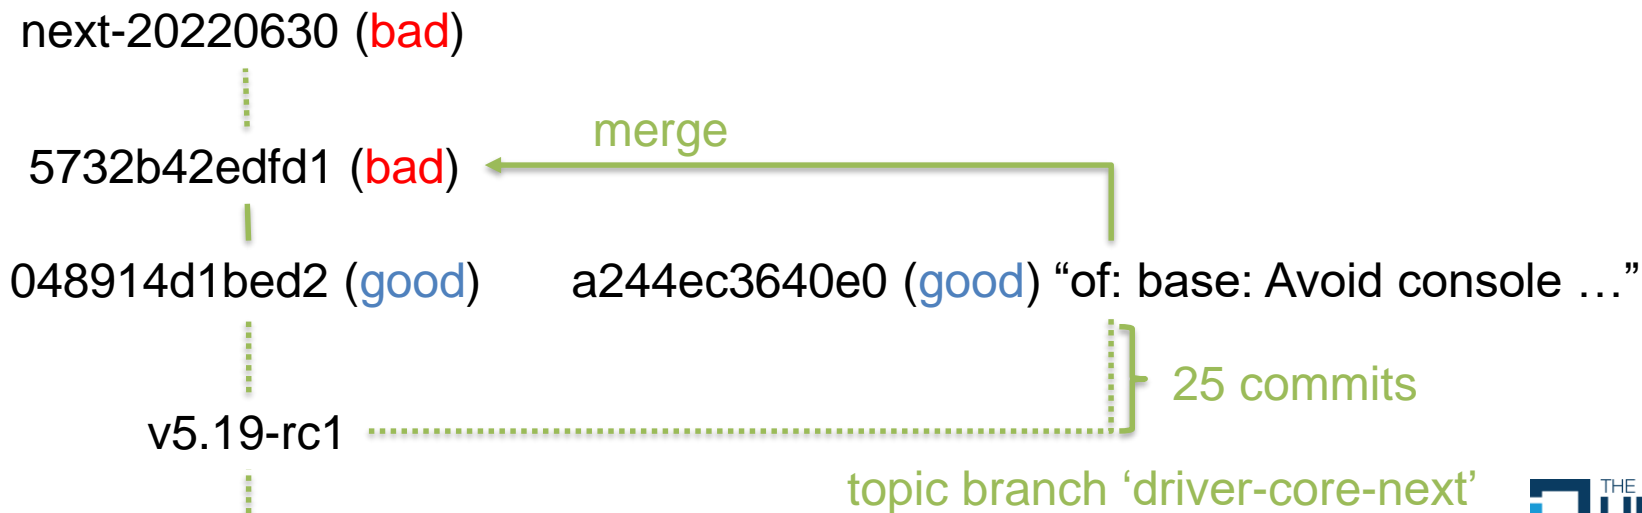 next-20220630 (bad)
merge
5732b42edfd1 (bad)
048914d1bed2 (good)
a244ec3640e0 (good) “of: base: Avoid console …”
25 commits
v5.19-rc1
topic branch ‘driver-core-next’
THE